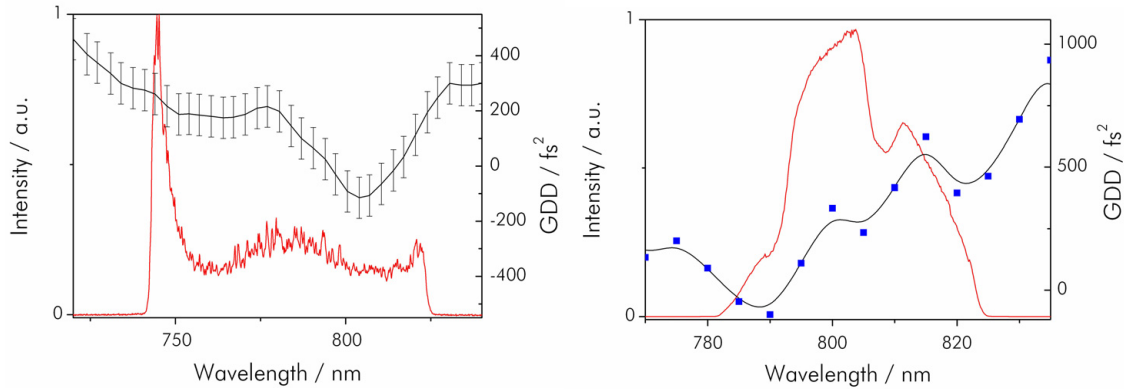 1
0
Intensity / a.u.
750
800
Wavelength / nm
400
200
0
-200
-400
GDD / fs²
1
0
Intensity / a.u.
780
800
820
Wavelength / nm
1000
500
0
GDD / fs²